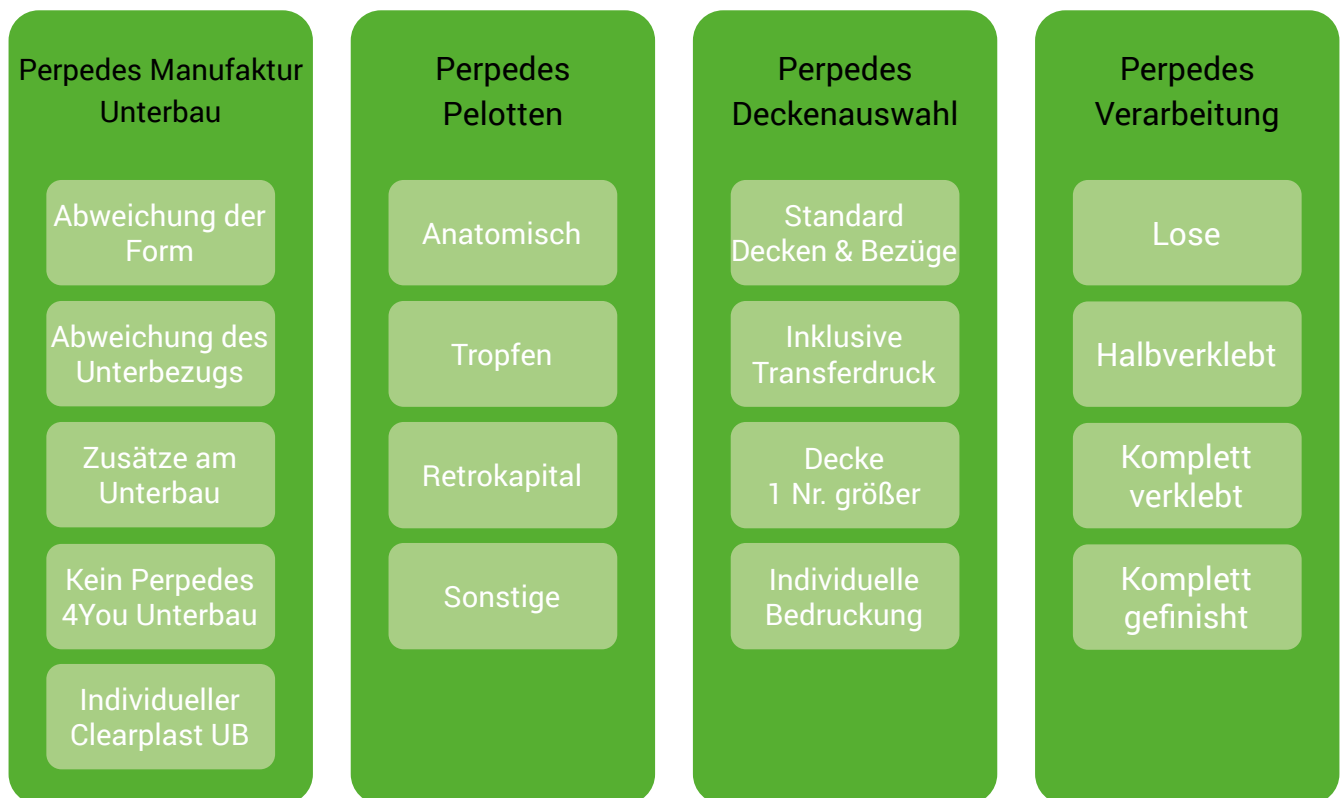 Perpedes Manufaktur
Unterbau
Abweichung der
Form
Abweichung des
Unterbezugs
Zusätze am
Unterbau
Kein Perpedes
4You Unterbau
Individueller
Clearplast UB
Perpedes
Pelotten
Anatomisch
Tropfen
Retrokapital
Sonstige
Perpedes
Deckenauswahl
Standard
Decken & Bezüge
Inklusive
Transferdruck
Decke
1 Nr. größer
Individuelle
Bedruckung
Perpedes
Verarbeitung
Lose
Halbverklebt
Komplett
verklebt
Komplett
gefinisht